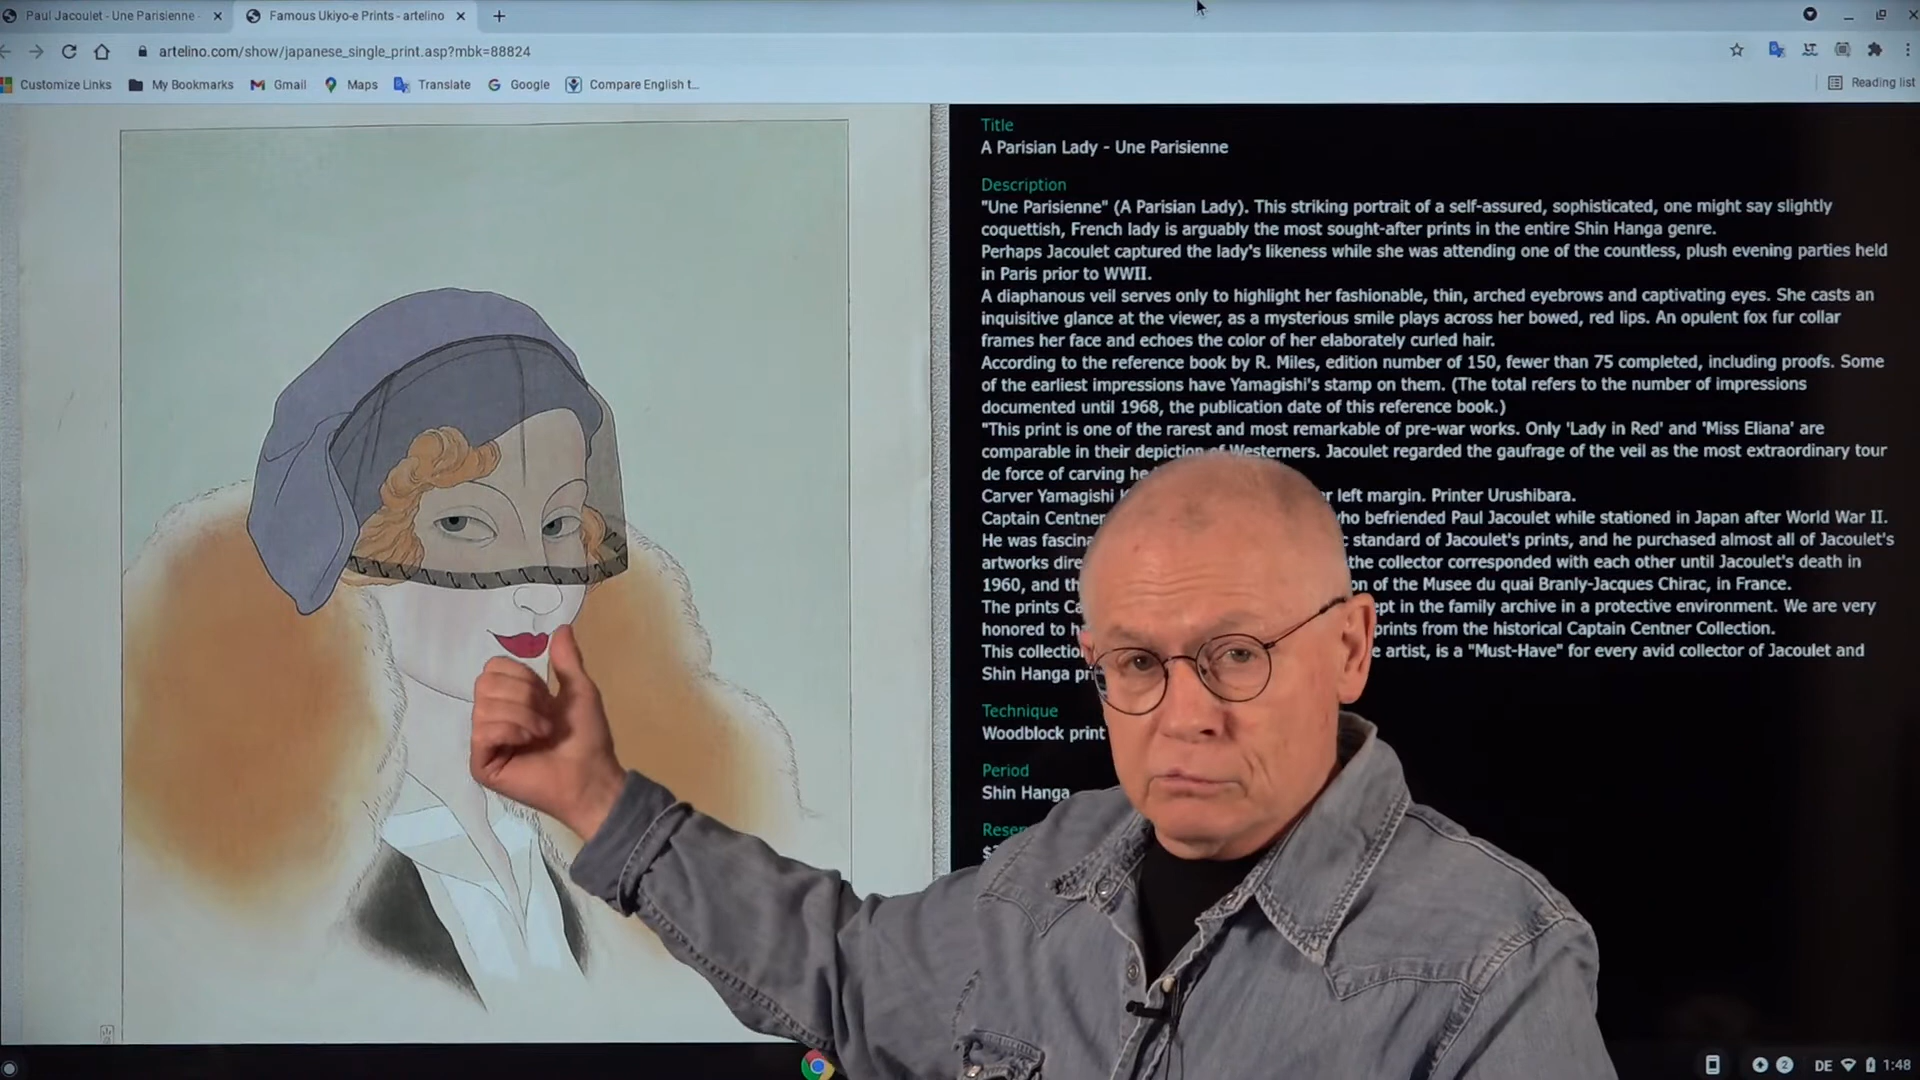 Paul Jacoulet - Une Parisienne -
Famous Ukiyo-e Prints - artelino
artelino.com/show/japanese_single_print.asp?mbk=88824
Customize Links
My Bookmarks
Gmail
Maps
Translate
Google
Compare English t...
Reading list
Title
A Parisian Lady - Une Parisienne
Description
"Une Parisienne" (A Parisian Lady). This striking portrait of a self-assured, sophisticated, one might say slightly
coquettish, French lady is arguably the most sought-after prints in the entire Shin Hanga genre.
Perhaps Jacoulet captured the lady's likeness while she was attending one of the countless, plush evening parties held
in Paris prior to WWII.
A diaphanous veil serves only to highlight her fashionable, thin, arched eyebrows and captivating eyes. She casts an
inquisitive glance at the viewer, as a mysterious smile plays across her bowed, red lips. An opulent fox fur collar
frames her face and echoes the color of her elaborately curled hair.
According to the reference book by R. Miles, edition number of 150, fewer than 75 completed, including proofs. Some
of the earliest impressions have Yamagishi's stamp on them. (The total refers to the number of impressions
documented until 1968, the publication date of this reference book.)
"This print is one of the rarest and most remarkable of pre-war works. Only 'Lady in Red' and 'Miss Eliana' are
comparable in their depiction of Westerners. Jacoulet regarded the gaufrage of the veil as the most extraordinary tour
de force of carving he
Carver Yamagishi left margin. Printer Urushibara.
Captain Centner who befriended Paul Jacoulet while stationed in Japan after World War II.
He was standard of Jacoulet's prints, and he purchased almost all of Jacoulet's
artworks the collector corresponded with each other until Jacoulet's death in
1960, and of the Musee du quai Branly-Jacques Chirac, in France.
The prints in the family archive in a protective environment. We are very
honored to prints from the historical Captain Centner Collection.
This artist, is a "Must-Have" for every avid collector of Jacoulet and
Shin Hanga
Technique
Woodblock print
Period
Shin Hanga
2
DE
1:48